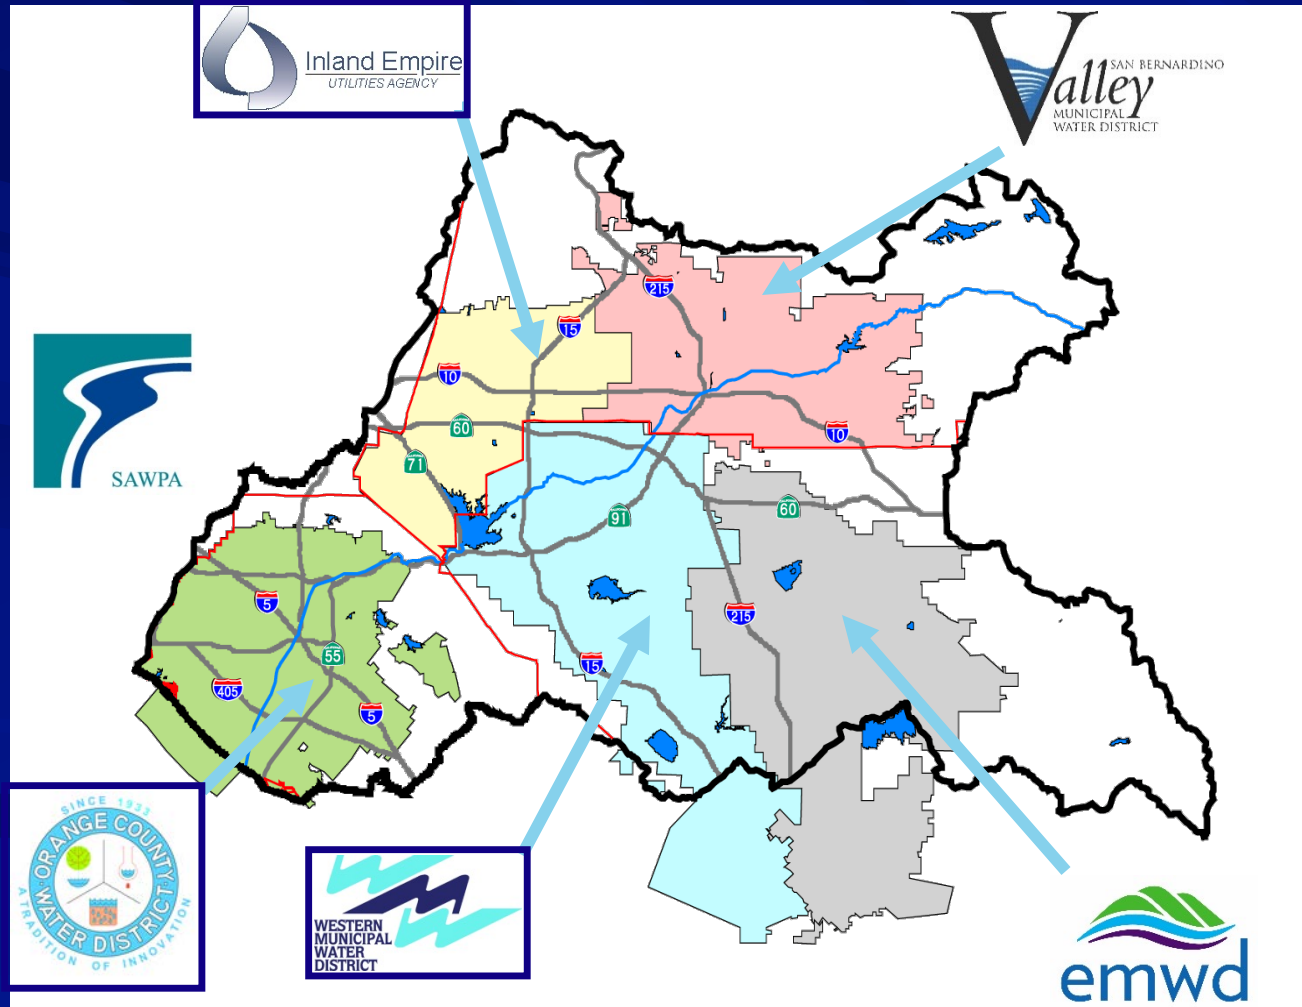 Inland Empire
UTILITIES AGENCY
Valley
SAN BERNARDINO
MUNICIPAL
WATER DISTRICT
215
15
10
60
10
71
SAWPA
91
60
5
215
55
15
405
5
SINCE 1933
ORANGE COUNTY
WATER DISTRICT
A TRADITION OF INNOVATION
WESTERN
MUNICIPAL
WATER
DISTRICT
emwd